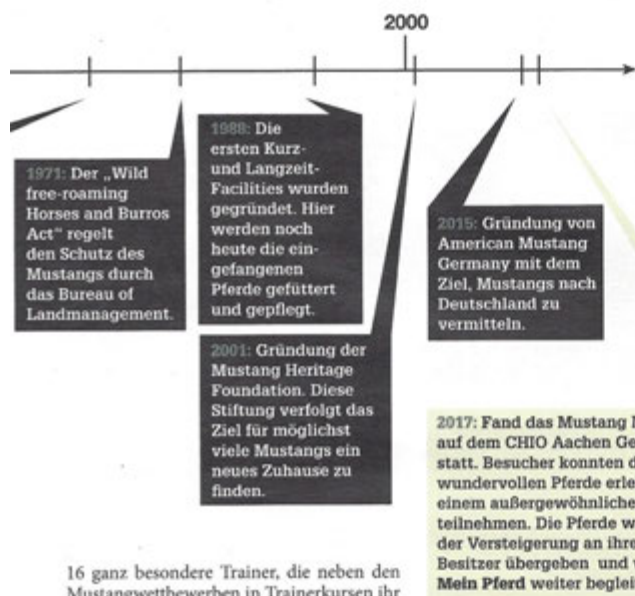 2000
1971: Der „Wild
free-roaming
Horses and Burros
Act“ regelt
den Schutz des
Mustangs durch
das Bureau of
Landmanagement.
1988: Die
ersten Kurz-
und Langzeit-
Facilities wurden
gegründet. Hier
werden noch
heute die ein-
gefangenen
Pferde gefüttert
und gepflegt.
2001: Gründung der
Mustang Heritage
Foundation. Diese
Stiftung verfolgt das
Ziel für möglichst
viele Mustangs ein
neues Zuhause zu
finden.
2015: Gründung von
American Mustang
Germany mit dem
Ziel, Mustangs nach
Deutschland zu
vermitteln.
2017: Fand das Mustang
auf dem CHIO Aachen
statt. Besucher konnten
wundervollen Pferde
einem
teilnehmen. Die Pferde
der Versteigerung an
Besitzer übergeben und
Mein Pferd weiter
16 ganz besondere Trainer, die neben den
Mustangwettbewerben in Trainerkursen ihr